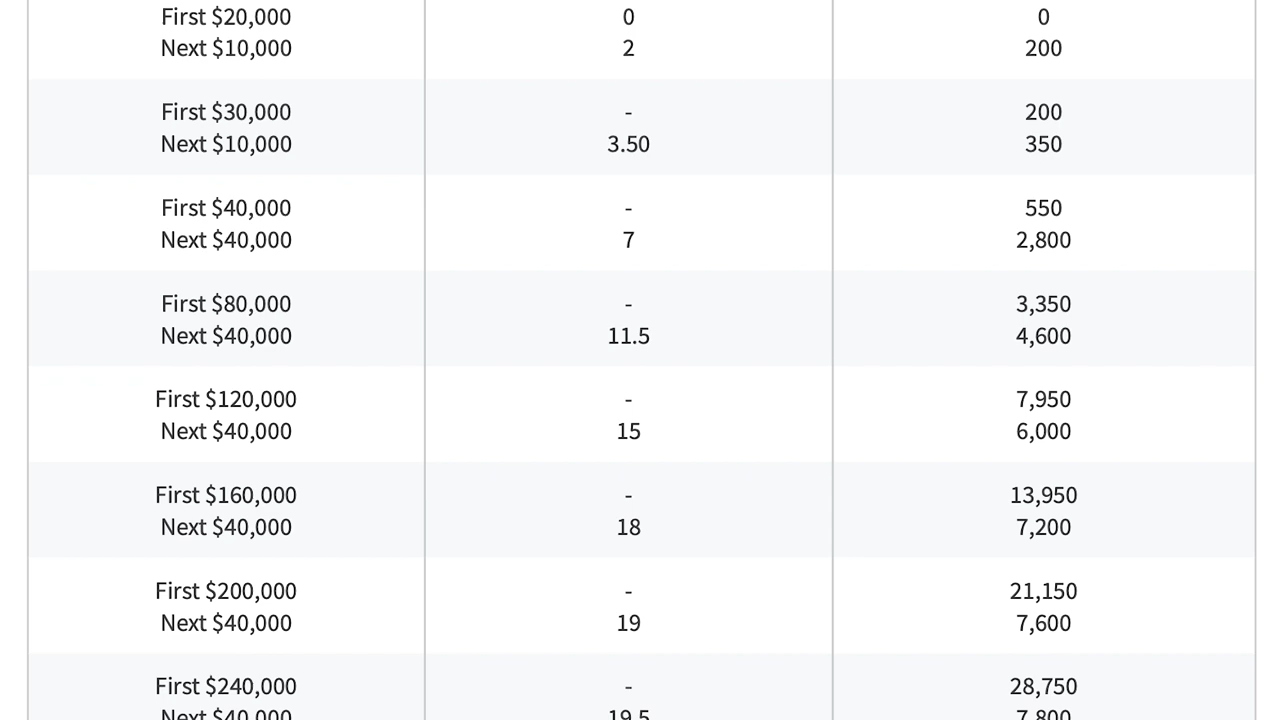 First $20,000 0 0
Next $10,000 2 200
First $30,000 - 200
Next $10,000 3.50 350
First $40,000 - 550
Next $40,000 7 2,800
First $80,000 - 3,350
Next $40,000 11.5 4,600
First $120,000 - 7,950
Next $40,000 15 6,000
First $160,000 - 13,950
Next $40,000 18 7,200
First $200,000 - 21,150
Next $40,000 19 7,600
First $240,000 - 28,750
Next $40,000 19.5 7,800